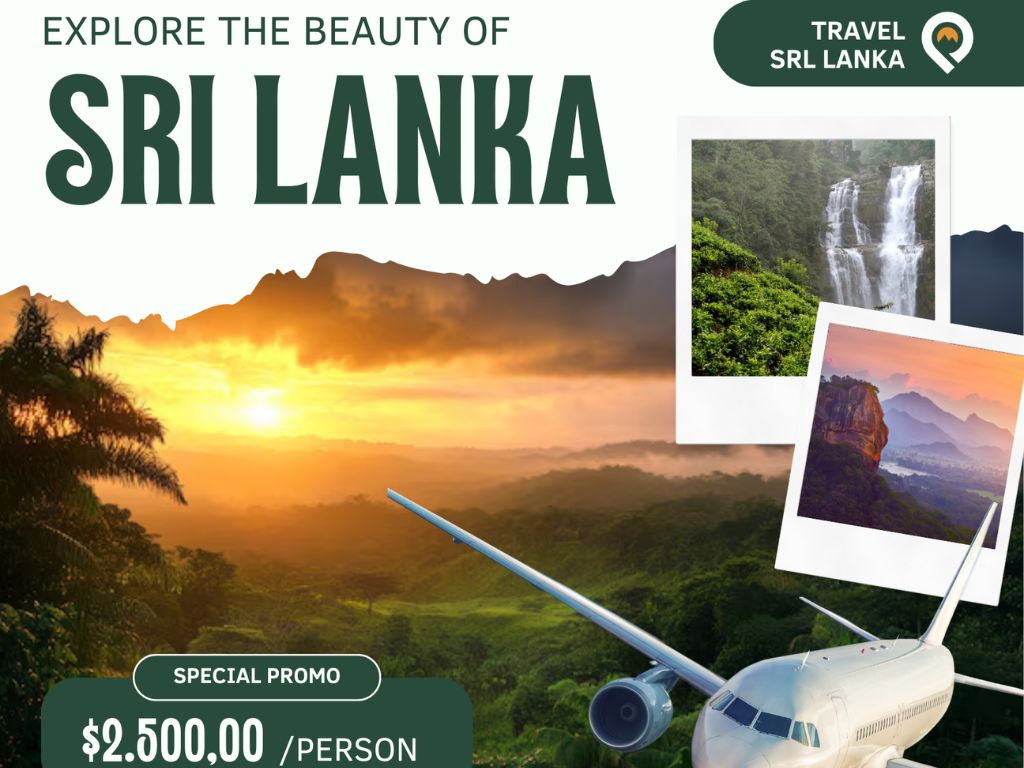 EXPLORE THE BEAUTY OF
SRI LANKA
TRAVEL
SRL LANKA
SPECIAL PROMO
$2.500,00 /PERSON